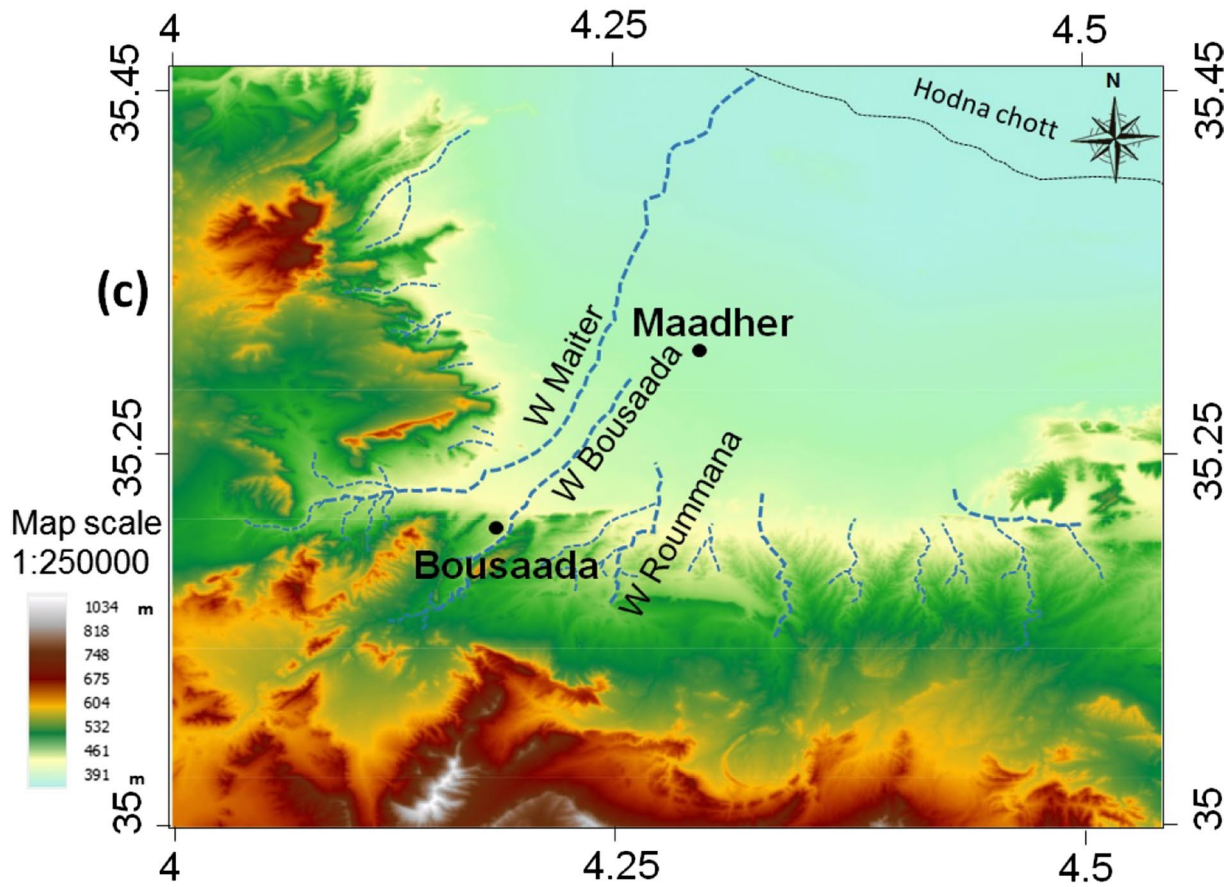 4 4.25 4.5
35.45 35.45
N
Hodna chott
(c)
Maadher
W Maiter
W Bousaada
35.25 35.25
W Roummana
Map scale
1:250000
Bousaada
1034 m
818
748
675
604
532
461
391 m
35 35
4 4.25 4.5